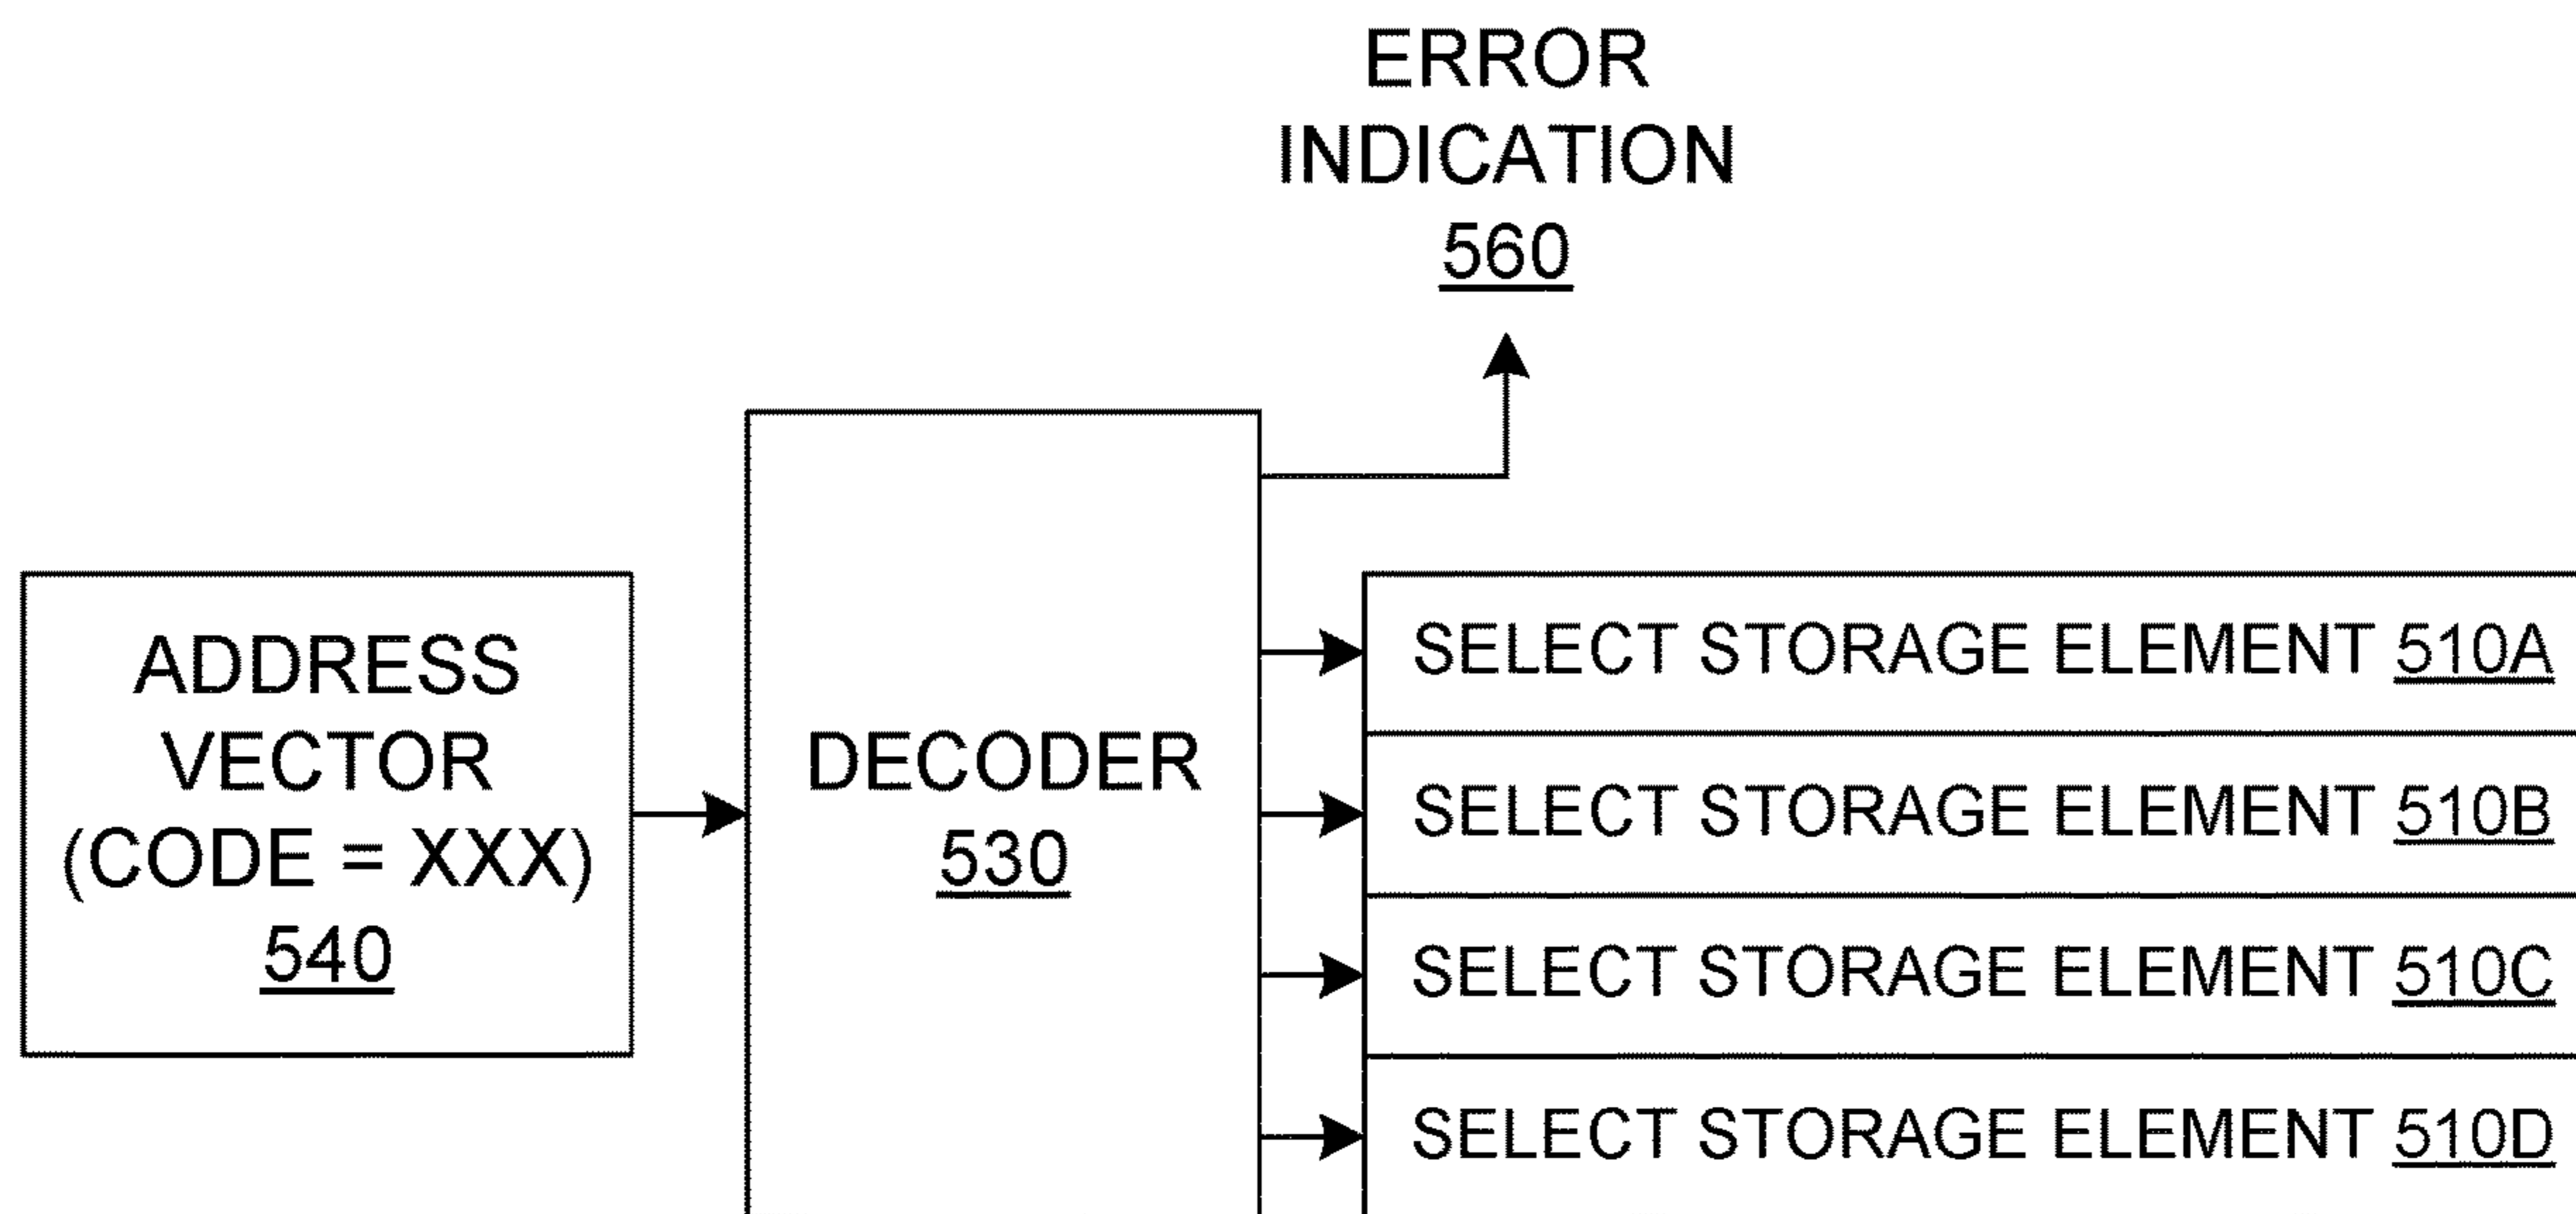 ERROR
INDICATION
560
ADDRESS
VECTOR
(CODE = XXX)
540
DECODER
530
SELECT STORAGE ELEMENT 510A
SELECT STORAGE ELEMENT 510B
SELECT STORAGE ELEMENT 510C
SELECT STORAGE ELEMENT 510D